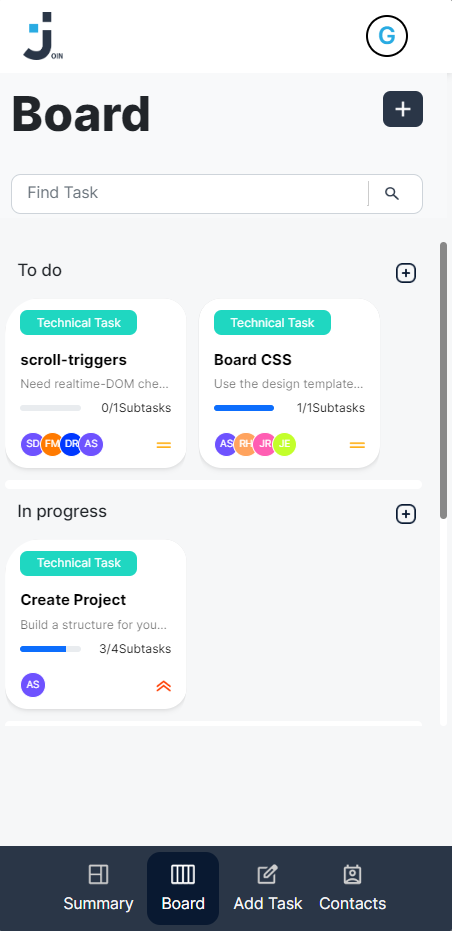 JOIN
G
Board
+
Find Task
To do
Technical Task
scroll-triggers
Need realtime-DOM che...
0/1Subtasks
SD FM DR AS
Technical Task
Board CSS
Use the design template...
1/1Subtasks
AS RH JR JE
In progress
Technical Task
Create Project
Build a structure for you...
3/4Subtasks
AS
Summary
Board
Add Task
Contacts